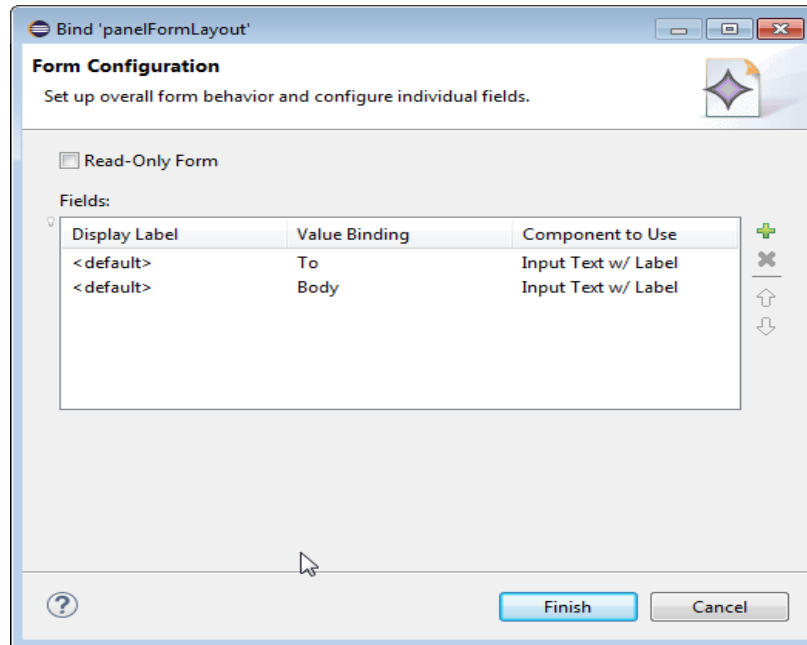 Bind 'panelFormLayout'
Form Configuration
Set up overall form behavior and configure individual fields.
Read-Only Form
Fields:
Display Label Value Binding Component to Use
<default> To Input Text w/ Label
<default> Body Input Text w/ Label
? Finish Cancel